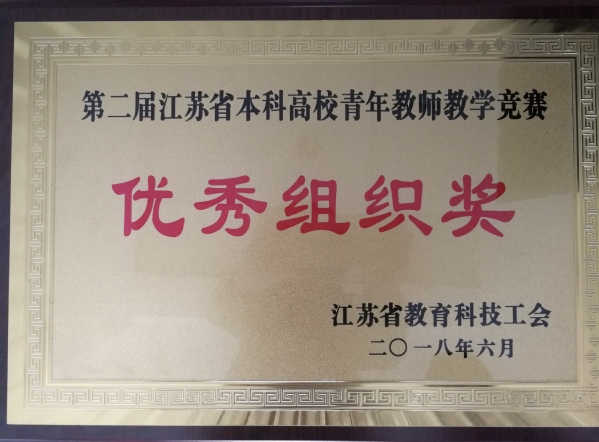 第二届江苏省本科高校青年教师教学竞赛
优秀组织奖
江苏省教育科技工会
二〇一八年六月